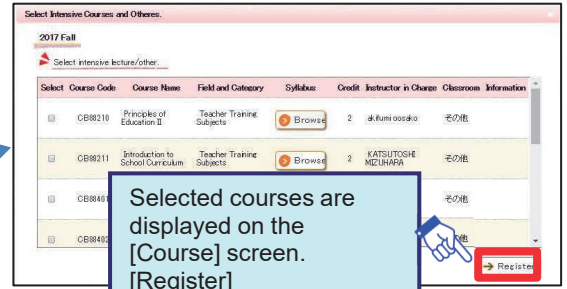 Select Intensive Courses and Otheres.
2017 Fall
Select intensive lecture/other.
Select Course Code Course Name Field and Category Syllabus Credit Instructor in Charge Classroom Information
CB88210 Principles of Education II Teacher Training Subjects Browse 2 akifumi oosako その他
CB88211 Introduction to School Curriculum Teacher Training Subjects Browse 2 KATSUTOSHI MIZUHARA その他
CB88401 その他
CB88402
Selected courses are
displayed on the
[Course] screen.
[Register]
Register